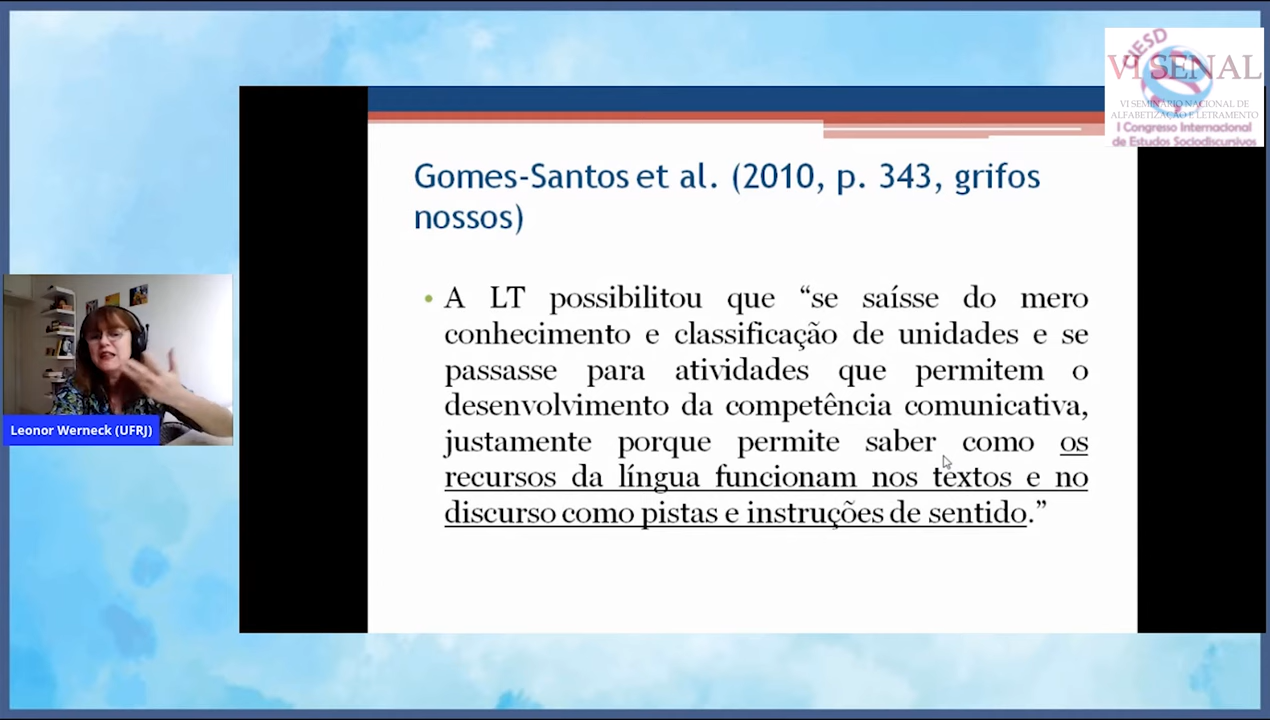 CIESD
VI SENAL
VI SEMINÁRIO NACIONAL DE
ALFABETIZAÇÃO E LETRAMENTO
I Congresso Internacional
de Estudos Sociodiscursivos
Gomes-Santos et al. (2010, p. 343, grifos
nossos)
• A LT possibilitou que “se saísse do mero
conhecimento e classificação de unidades e se
passasse para atividades que permitem o
desenvolvimento da competência comunicativa,
justamente porque permite saber como os
recursos da língua funcionam nos textos e no
discurso como pistas e instruções de sentido.”
Leonor Werneck (UFRJ)